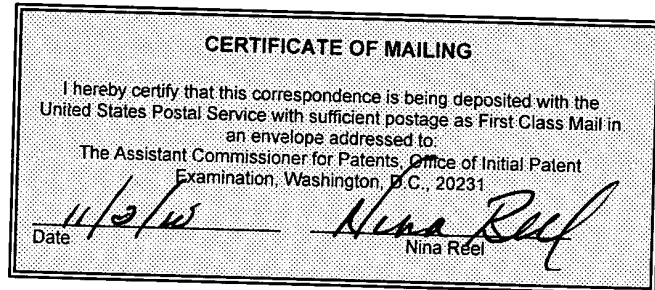 CERTIFICATE OF MAILING
I hereby certify that this correspondence is being deposited with the
United States Postal Service with sufficient postage as First Class Mail in
an envelope addressed to:
The Assistant Commissioner for Patents, Office of Initial Patent
Examination, Washington, D.C., 20231
Nina Reel
Date
Nina Reel